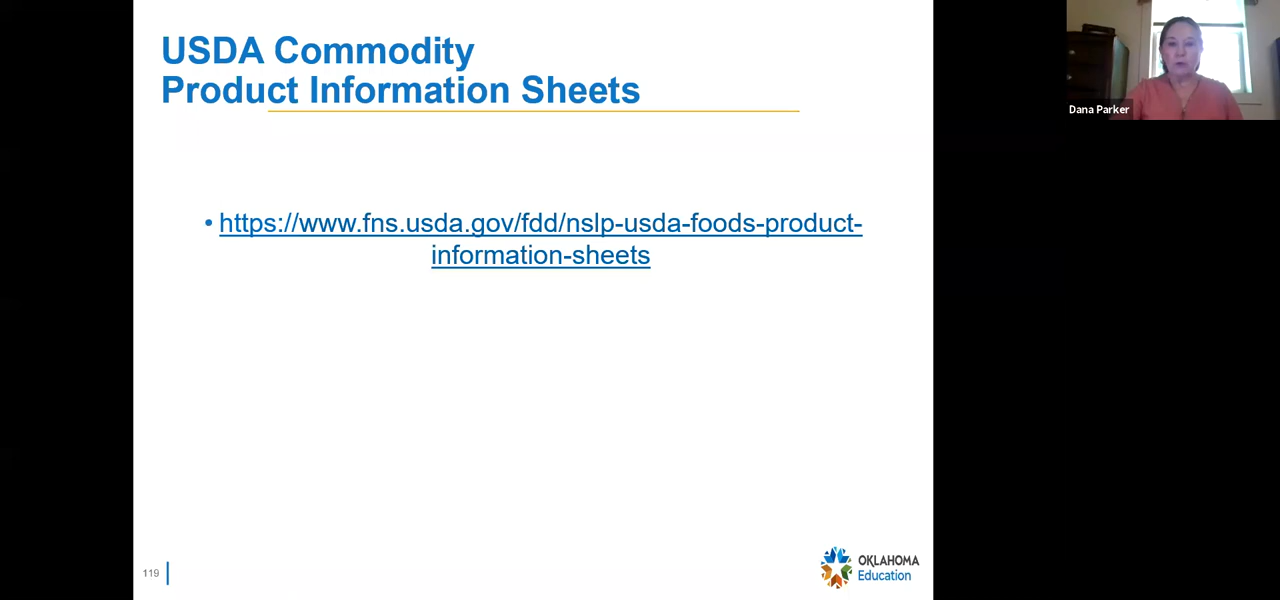 USDA Commodity
Product Information Sheets
• https://www.fns.usda.gov/fdd/nslp-usda-foods-product-
information-sheets
119
OKLAHOMA
Education
Dana Parker